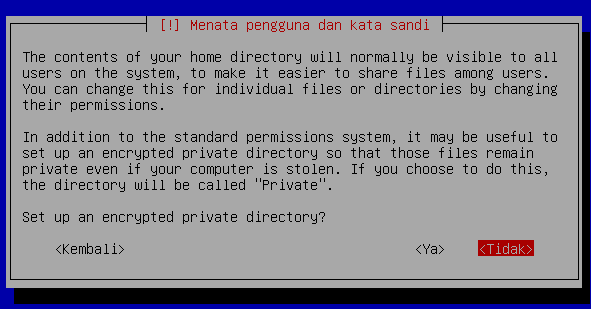 [!] Menata pengguna dan kata sandi
The contents of your home directory will normally be visible to all
users on the system, to make it easier to share files among users.
You can change this for individual files or directories by changing
their permissions.
In addition to the standard permissions system, it may be useful to
set up an encrypted private directory so that those files remain
private even if your computer is stolen. If you choose to do this,
the directory will be called "Private".
Set up an encrypted private directory?
<Kembali> <Ya> <Tidak>